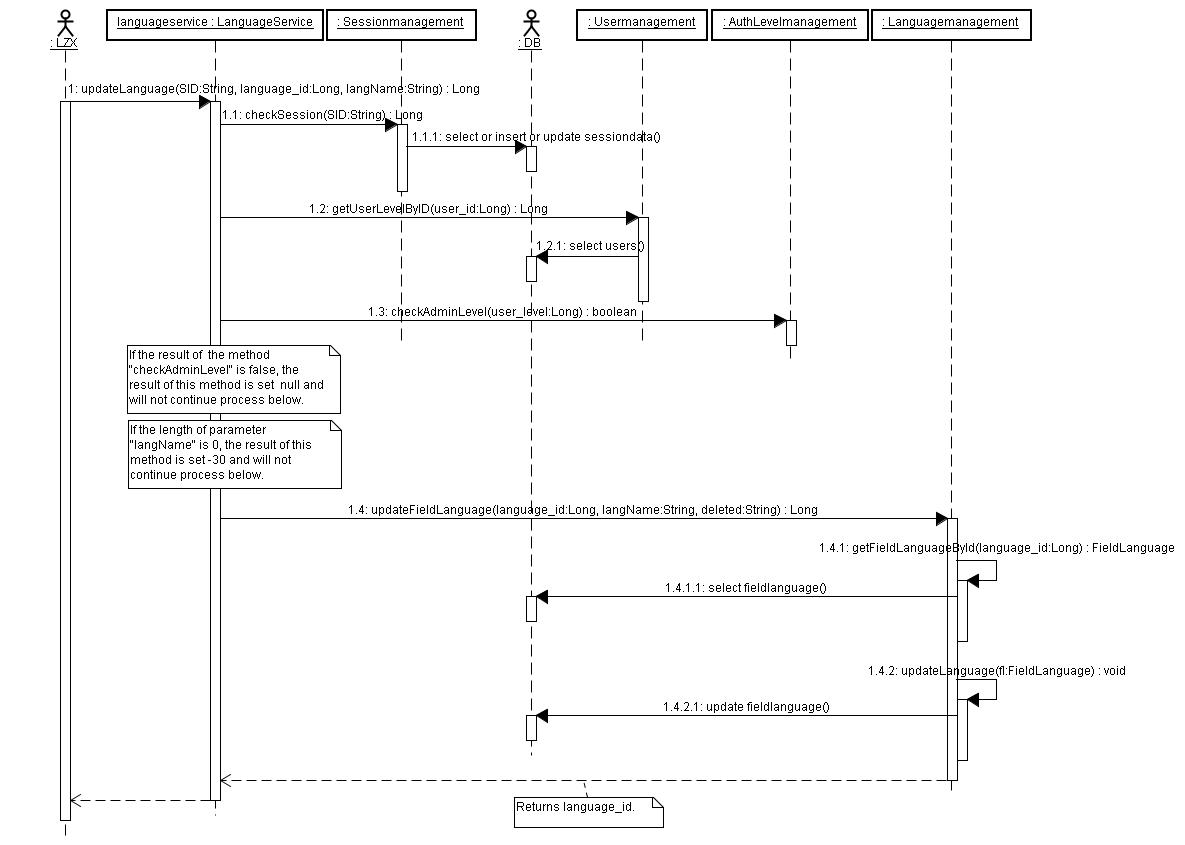 : LZX
languageservice : LanguageService
: Sessionmanagement
: DB
: Usermanagement
: AuthLevelmanagement
: Languagemanagement
1: updateLanguage(SID:String, language_id:Long, langName:String) : Long
1.1: checkSession(SID:String) : Long
1.1.1: select or insert or update sessiondata()
1.2: getUserLevelByID(user_id:Long) : Long
1.2.1: select users()
1.3: checkAdminLevel(user_level:Long) : boolean
If the result of the method
"checkAdminLevel" is false, the
result of this method is set null and
will not continue process below.
If the length of parameter
"langName" is 0, the result of this
method is set -30 and will not
continue process below.
1.4: updateFieldLanguage(language_id:Long, langName:String, deleted:String) : Long
1.4.1: getFieldLanguageById(language_id:Long) : FieldLanguage
1.4.1.1: select fieldlanguage()
1.4.2: updateLanguage(fl:FieldLanguage) : void
1.4.2.1: update fieldlanguage()
Returns language_id.